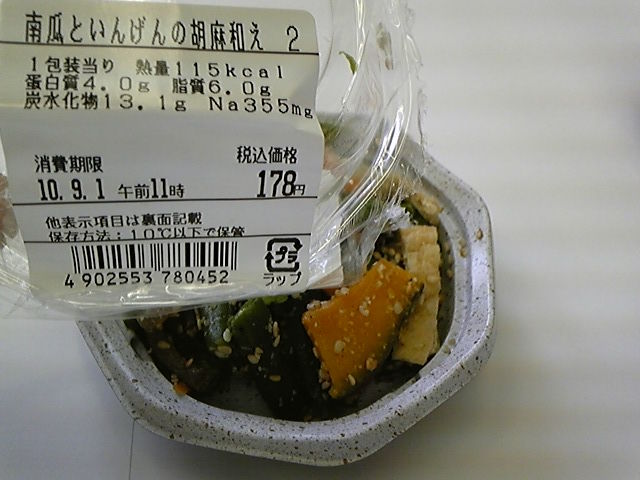 南瓜といんげんの胡麻和え 2
1包装当り 熱量115kcal
蛋白質4.0g 脂質6.0g
炭水化物13.1g Na355mg
消費期限
10.9.1 午前11時
税込価格
178円
他表示項目は裏面記載
保存方法:10℃以下で保管
4 902553 780452
プラ
ラップ